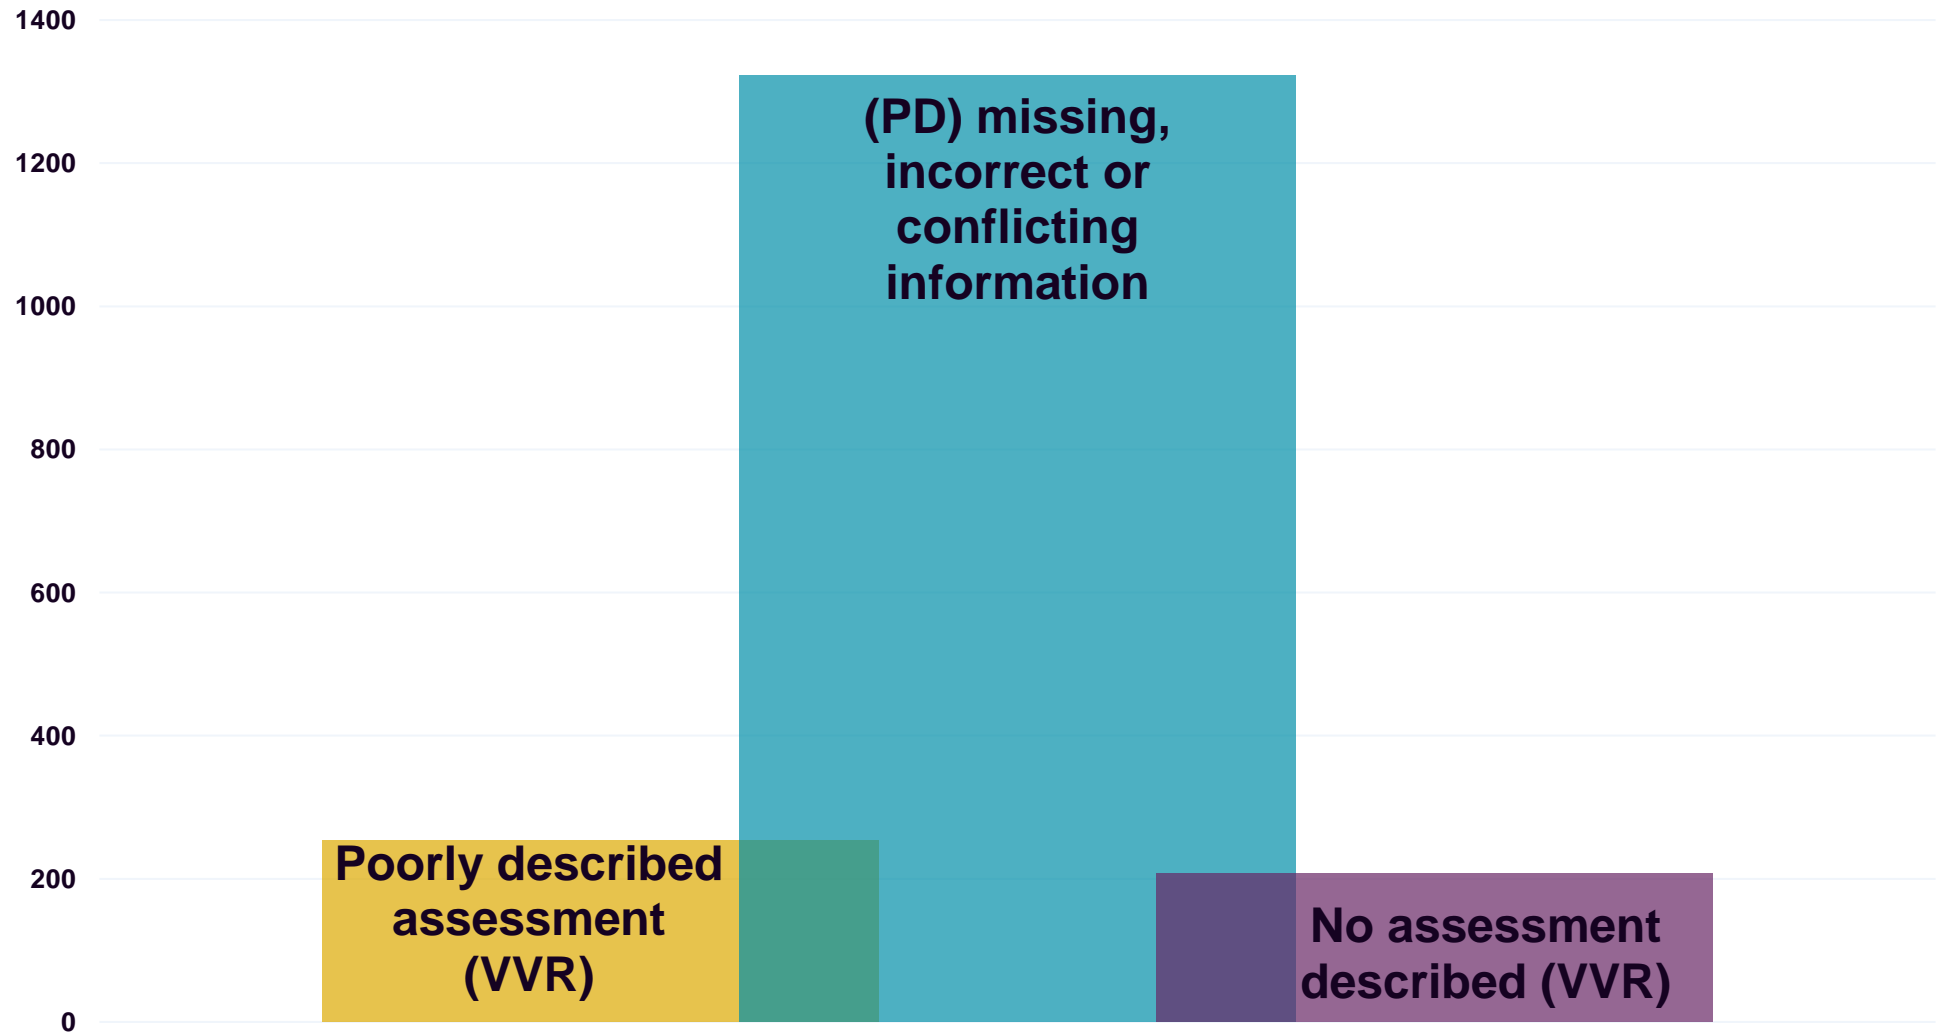 1400
1200
1000
800
600
400
200
0
(PD) missing,
incorrect or
conflicting
information
Poorly described
assessment
(VVR)
No assessment
described (VVR)